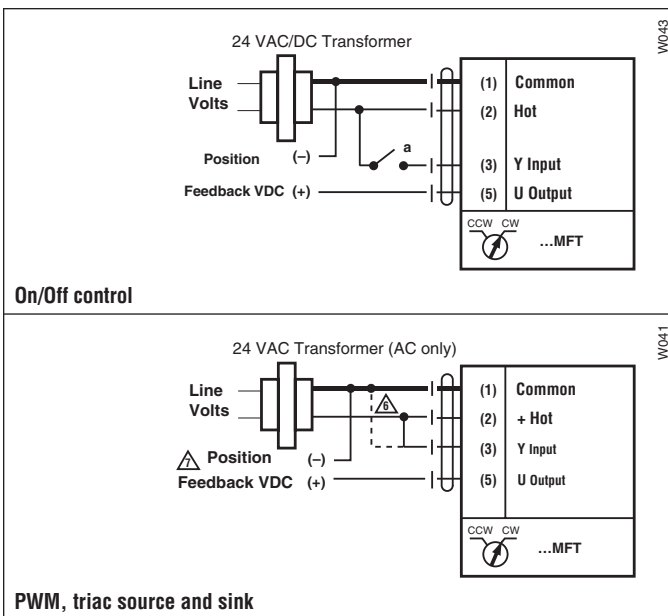 W043
24 VAC/DC Transformer
Line
Volts
(1) Common
(2) Hot
a
Position (–)
(3) Y Input
Feedback VDC (+)
(5) U Output
CCW CW
...MFT
On/Off control
W041
24 VAC Transformer (AC only)
Line
Volts
(1) Common
6
(2) + Hot
(3) Y Input
7 Position (–)
Feedback VDC (+)
(5) U Output
CCW CW
...MFT
PWM, triac source and sink